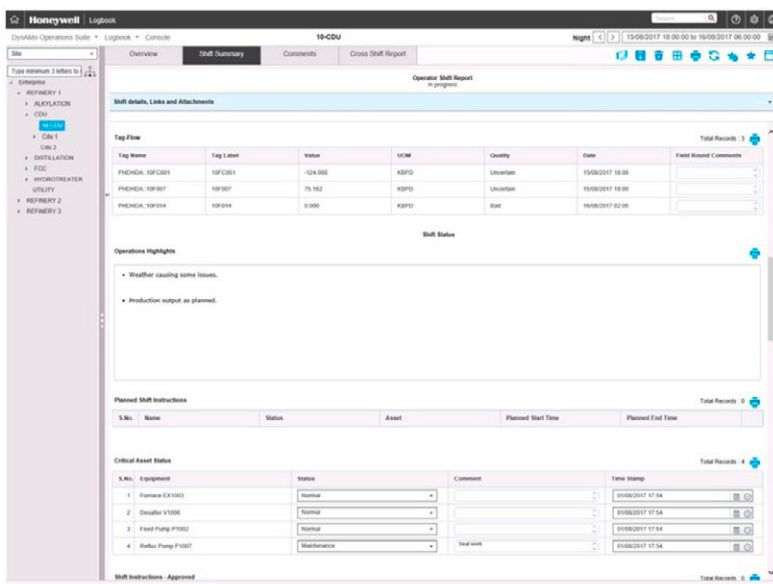 Honeywell Logbook
Search
DynAMo Operations Suite Logbook Console
10-CDU
Night < > 15/08/2017 18:00:00 to 16/08/2017 06:00:00
Site
Overview Shift Summary Comments Cross Shift Report
Type minimum 3 letters to
Enterprise
REFINERY 1
ALKYLATION
CDU
10-CDU
Cdu 1
Cdu 2
DISTILLATION
FCC
HYDROTREATER
UTILITY
REFINERY 2
REFINERY 3
Operator Shift Report
In progress
Shift details, Links and Attachments
Tag-Flow Total Records : 3
Tag Name Tag Label Value UOM Quality Date Field Round Comments
PHDHDA: 10FC001 10FC001 -124.088 KBPD Uncertain 15/08/2017 18:00
PHDHDA: 10F007 10F007 75.162 KBPD Uncertain 15/08/2017 18:00
PHDHDA: 10F014 10F014 0.000 KBPD Bad 16/08/2017 02:05
Shift Status
Operations Highlights
• Weather causing some issues.
• Production output as planned.
Planned Shift Instructions Total Records : 0
S.No. Name Status Asset Planned Start Time Planned End Time
Critical Asset Status Total Records : 4
S.No. Equipment Status Comment Time Stamp
1 Furnace EX1003 Normal 01/08/2017 17:54
2 Desalter V1006 Normal 01/08/2017 17:54
3 Feed Pump P1002 Normal 01/08/2017 17:54
4 Reflux Pump P1007 Maintenance Seal work 01/08/2017 17:54
Shift Instructions - Approved Total Records :